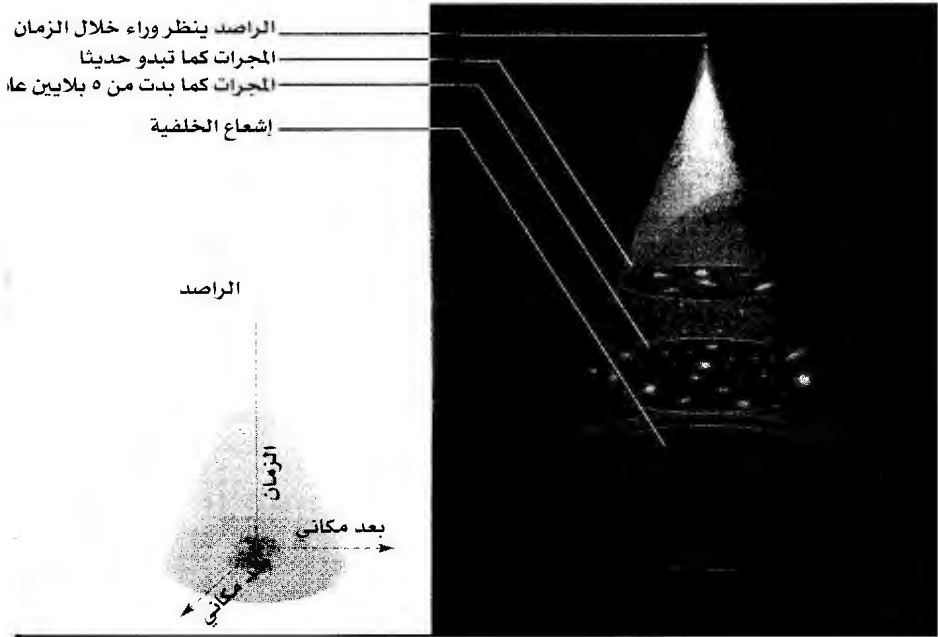 الراصد ينظر وراء خلال الزمان
المجرات كما تبدو حديثا
المجرات كما بدت من ٥ بلايين عا
إشعاع الخلفية
الراصد
الزمان
بعد مكاني
مكاني